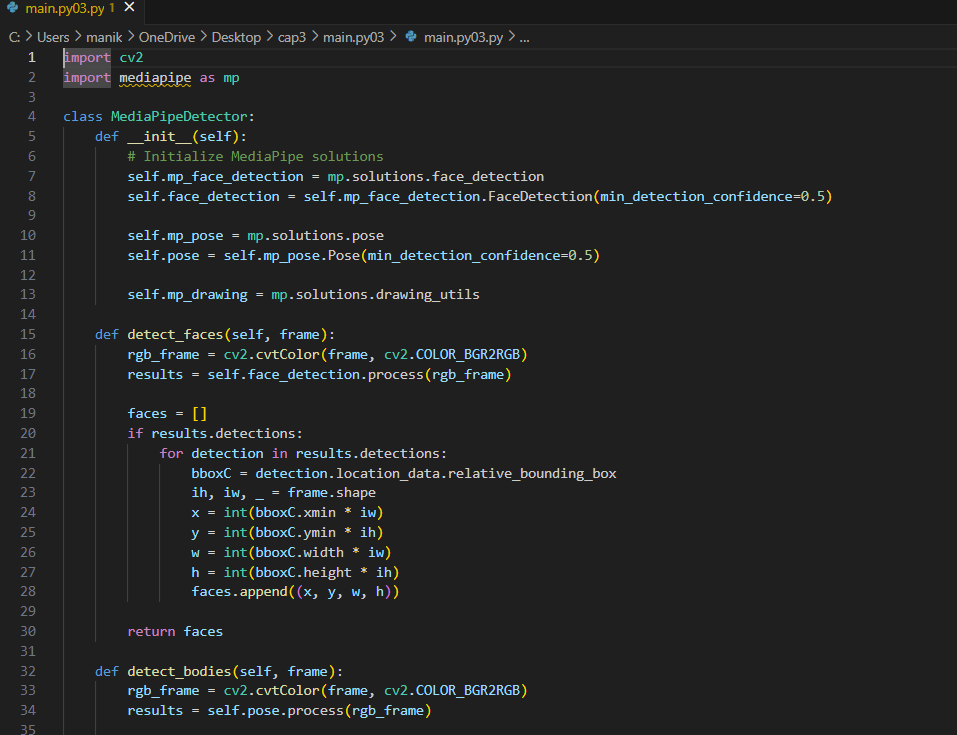 main.py03.py 1
C: > Users > manik > OneDrive > Desktop > cap3 > main.py03 > main.py03.py > ...
1 import cv2
2 import mediapipe as mp
3
4 class MediaPipeDetector:
5     def __init__(self):
6         # Initialize MediaPipe solutions
7         self.mp_face_detection = mp.solutions.face_detection
8         self.face_detection = self.mp_face_detection.FaceDetection(min_detection_confidence=0.5)
9
10         self.mp_pose = mp.solutions.pose
11         self.pose = self.mp_pose.Pose(min_detection_confidence=0.5)
12
13         self.mp_drawing = mp.solutions.drawing_utils
14
15     def detect_faces(self, frame):
16         rgb_frame = cv2.cvtColor(frame, cv2.COLOR_BGR2RGB)
17         results = self.face_detection.process(rgb_frame)
18
19         faces = []
20         if results.detections:
21             for detection in results.detections:
22                 bboxC = detection.location_data.relative_bounding_box
23                 ih, iw, _ = frame.shape
24                 x = int(bboxC.xmin * iw)
25                 y = int(bboxC.ymin * ih)
26                 w = int(bboxC.width * iw)
27                 h = int(bboxC.height * ih)
28                 faces.append((x, y, w, h))
29
30         return faces
31
32     def detect_bodies(self, frame):
33         rgb_frame = cv2.cvtColor(frame, cv2.COLOR_BGR2RGB)
34         results = self.pose.process(rgb_frame)
35